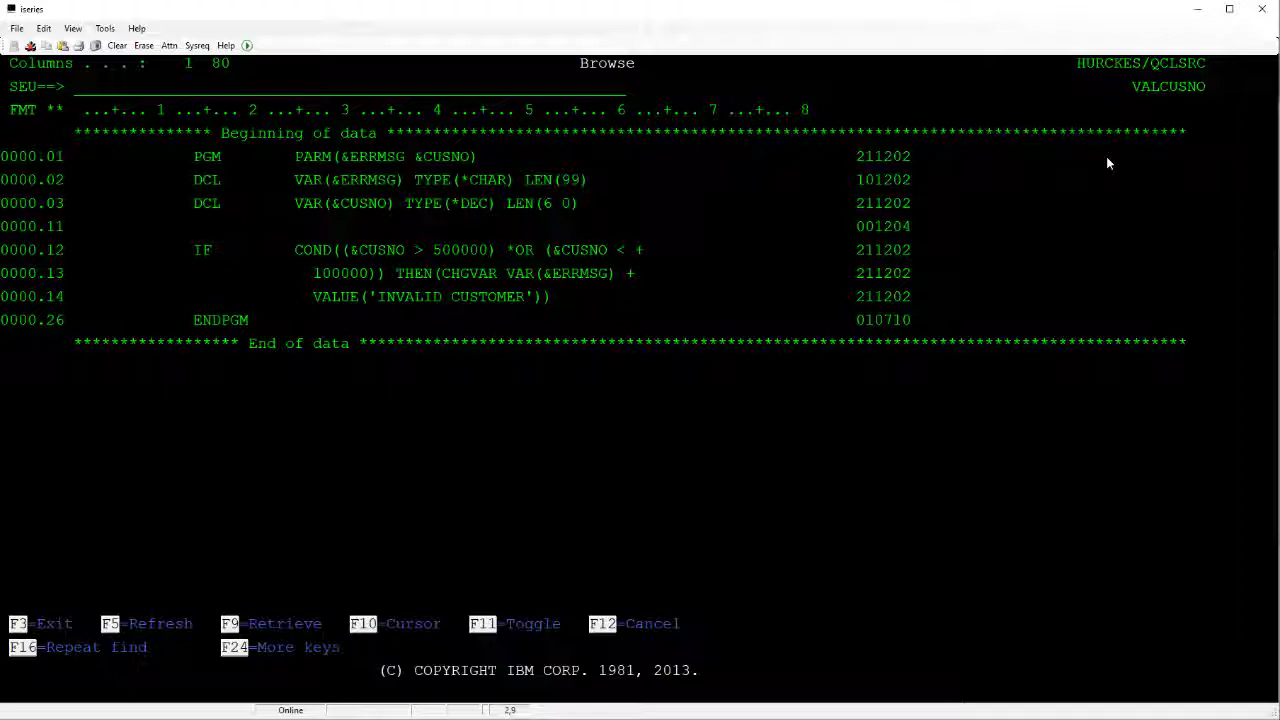 iseries
File Edit View Tools Help
Clear Erase Attn Sysreq Help
Columns . . . : 1 80 Browse HURCKES/QCLSRC
SEU==> VALCUSNO
FMT ** ...+... 1 ...+... 2 ...+... 3 ...+... 4 ...+... 5 ...+... 6 ...+... 7 ...+... 8
*************** Beginning of data ***************************************************************************************
0000.01 PGM PARM(&ERRMSG &CUSNO) 211202
0000.02 DCL VAR(&ERRMSG) TYPE(*CHAR) LEN(99) 101202
0000.03 DCL VAR(&CUSNO) TYPE(*DEC) LEN(6 0) 211202
0000.11 001204
0000.12 IF COND((&CUSNO > 500000) *OR (&CUSNO < + 211202
0000.13 100000)) THEN(CHGVAR VAR(&ERRMSG) + 211202
0000.14 VALUE('INVALID CUSTOMER')) 211202
0000.26 ENDPGM 010710
****************** End of data ******************************************************************************************
F3=Exit F5=Refresh F9=Retrieve F10=Cursor F11=Toggle F12=Cancel
F16=Repeat find F24=More keys
(C) COPYRIGHT IBM CORP. 1981, 2013.
Online 2,9